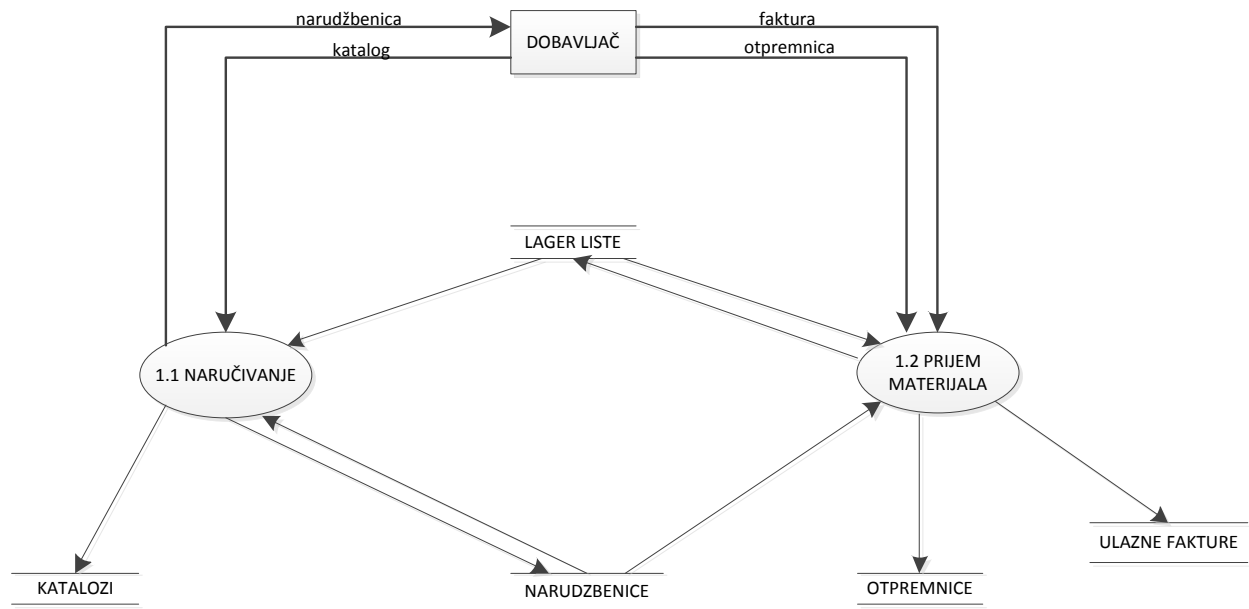 narudžbenica
faktura
DOBAVLJAČ
katalog
otpremnica
LAGER LISTE
1.1 NARUČIVANJE
1.2 PRIJEM
MATERIJALA
ULAZNE FAKTURE
KATALOZI
NARUDZBENICE
OTPREMNICE